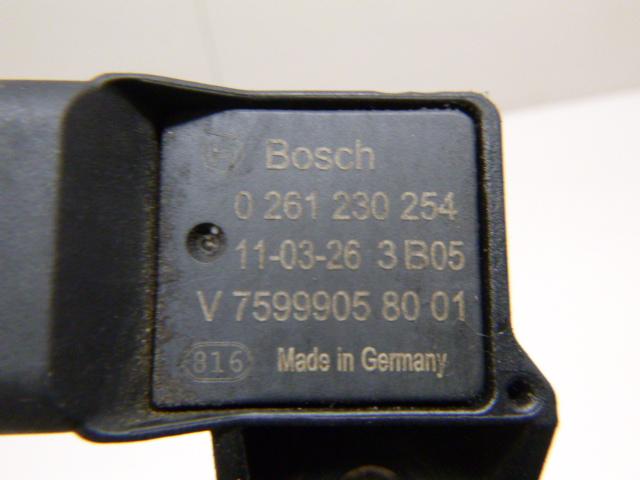 Bosch
0 261 230 254
11-03-26 3 B05
V 7599905 80 01
816 Made in Germany